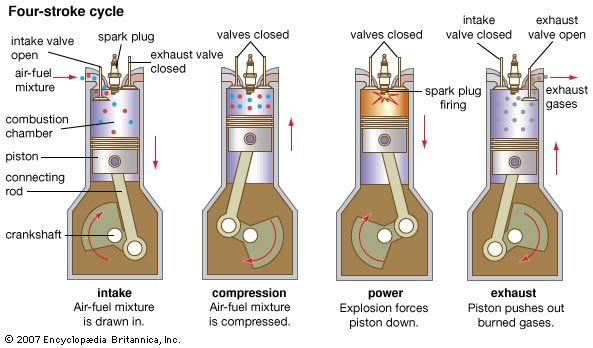 Four-stroke cycle
intake valve
open
spark plug
exhaust valve
closed
air-fuel
mixture
combustion
chamber
piston
connecting
rod
crankshaft
intake
Air-fuel mixture
is drawn in.
valves closed
compression
Air-fuel mixture
is compressed.
valves closed
spark plug
firing
power
Explosion forces
piston down.
intake
valve closed
exhaust
valve open
exhaust
gases
exhaust
Piston pushes out
burned gases.
© 2007 Encyclopædia Britannica, Inc.